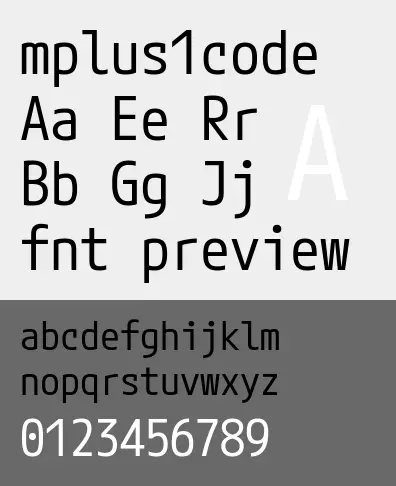 mplus1code
Aa Ee Rr
A
Bb Gg Jj
fnt preview
abcdefghijklm
nopqrstuvwxyz
0123456789